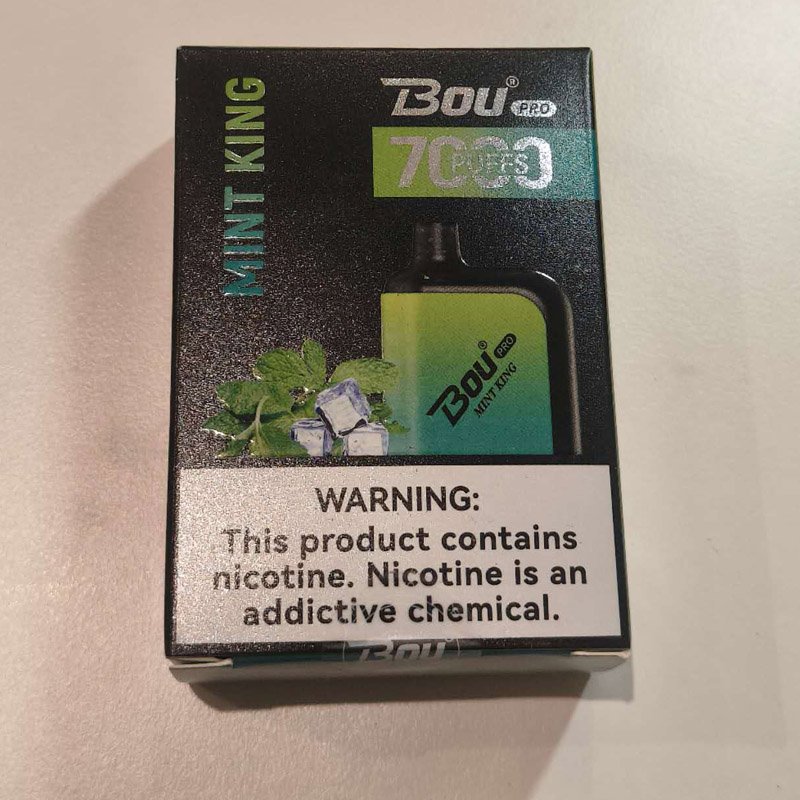 MINT KING
BOU® PRO
7000
PUFFS
BOU® PRO
MINT KING
WARNING:
This product contains
nicotine. Nicotine is an
addictive chemical.
BOU